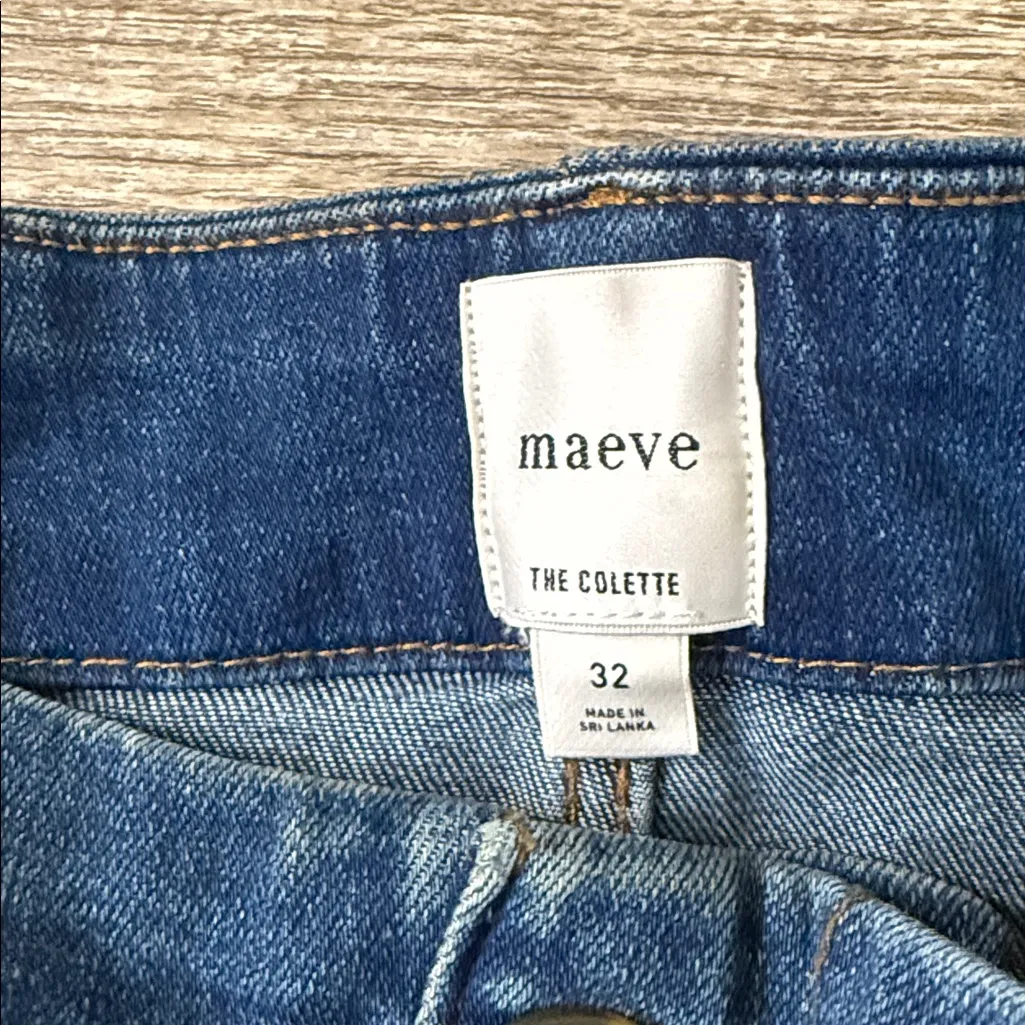 maeve
THE COLETTE
32
MADE IN
SRI LANKA